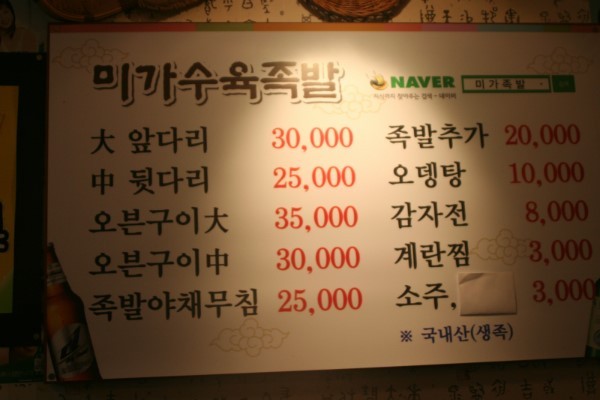 미가수육족발
NAVER 미가족발
大 앞다리 30,000
中 뒷다리 25,000
오븐구이大 35,000
오븐구이中 30,000
족발야채무침 25,000
족발추가 20,000
오뎅탕 10,000
감자전 8,000
계란찜 3,000
소주, 3,000
※ 국내산(생족)